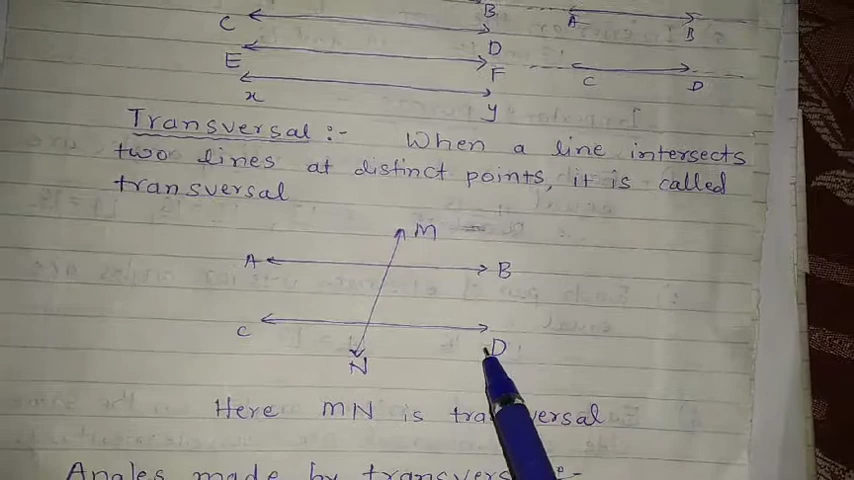 B
A
B
C
D
E
F
C
D
x
y
Transversal :- When a line intersects
two lines at distinct points, it is called
transversal
M
A
B
C
D
N
Here MN is transversal
Angles made by transvers :-